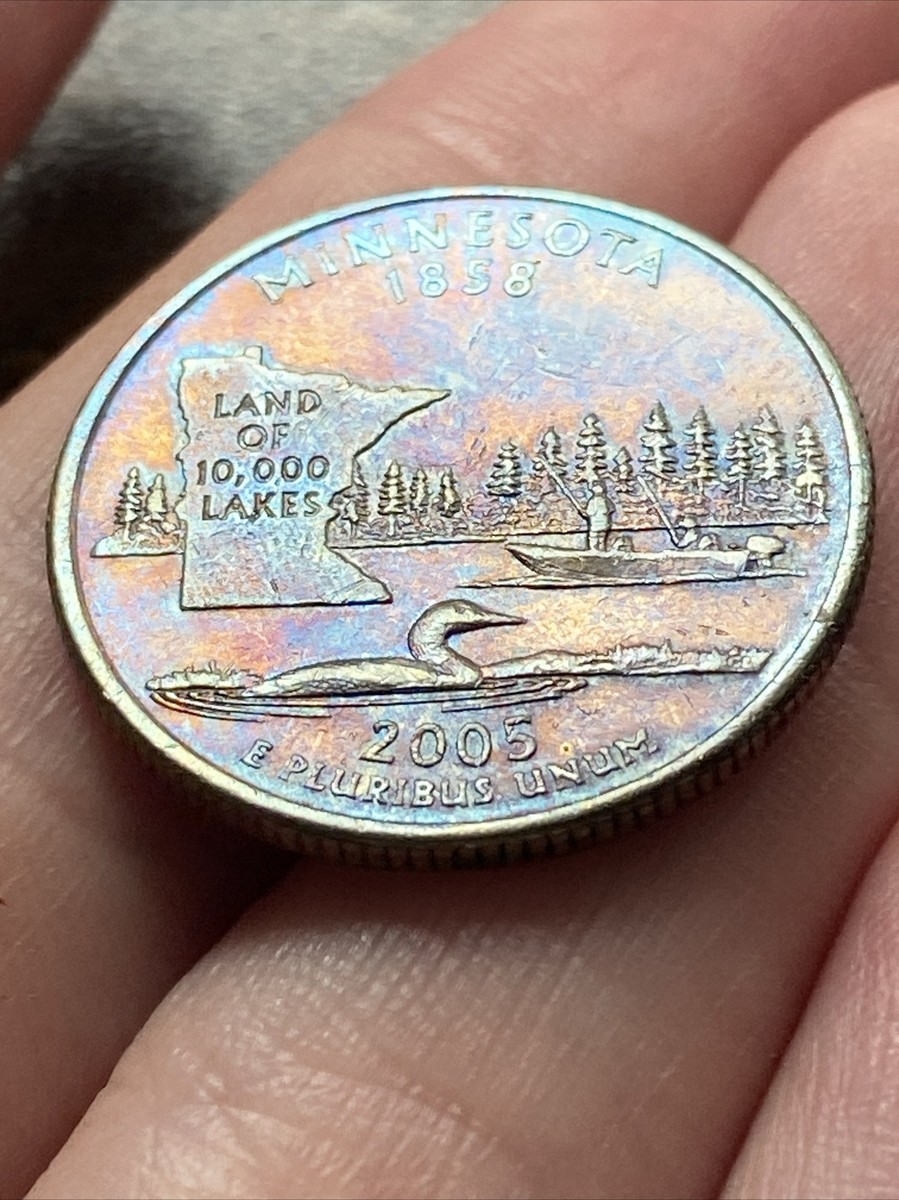 MINNESOTA
1858
LAND
OF
10,000
LAKES
2005
E PLURIBUS UNUM